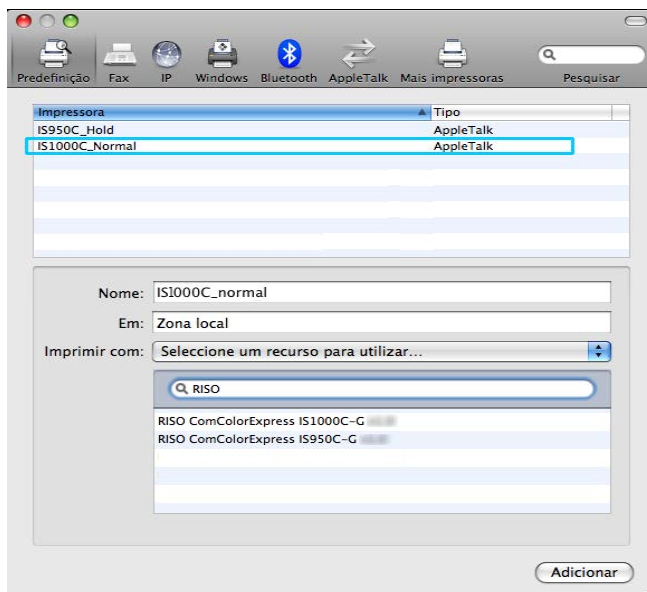 Predefinição Fax IP Windows Bluetooth AppleTalk Mais impressoras Pesquisar
Impressora Tipo
IS950C_Hold AppleTalk
IS1000C_Normal AppleTalk
Nome: IS1000C_normal
Em: Zona local
Imprimir com: Seleccione um recurso para utilizar...
RISO
RISO ComColorExpress IS1000C-G
RISO ComColorExpress IS950C-G
Adicionar